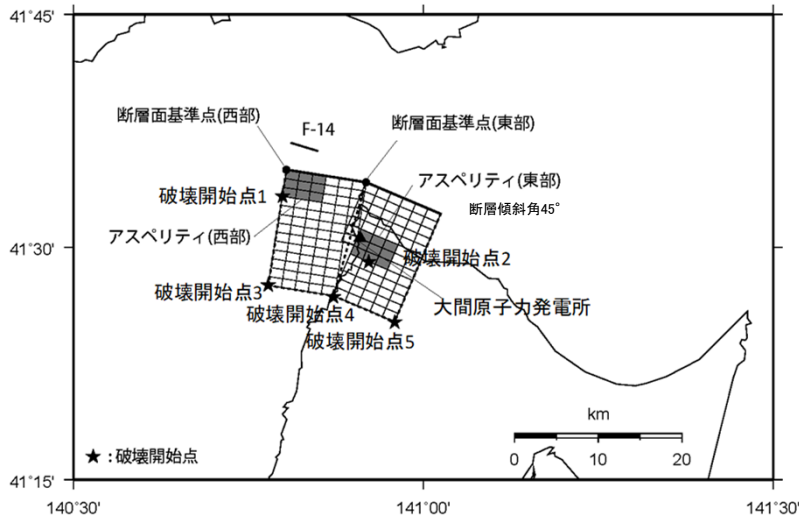 41°45'
断層面基準点(西部)
F-14
断層面基準点(東部)
アスペリティ(東部)
破壊開始点1
断層傾斜角45°
アスペリティ(西部)
41°30'
破壊開始点2
破壊開始点3
大間原子力発電所
破壊開始点4
破壊開始点5
km
★:破壊開始点
0 10 20
41°15'
140°30' 141°00' 141°30'